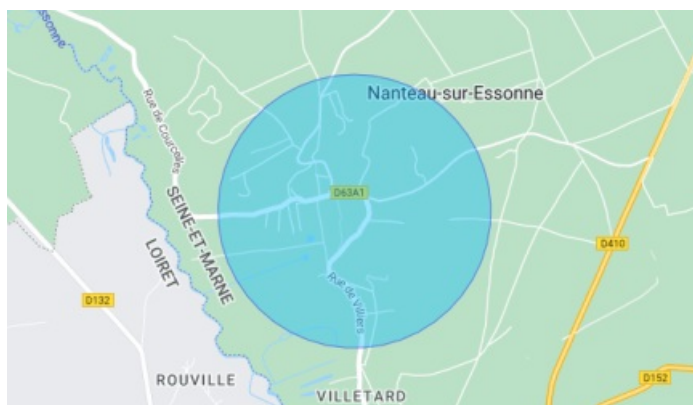 Essonne
Nanteau-sur-Essonne
Rue de Courcelles
D63A1
SEINE-ET-MARNE
LOIRET
D410
D132
Rue de Villiers
ROUVILLE
D152
VILLETARD